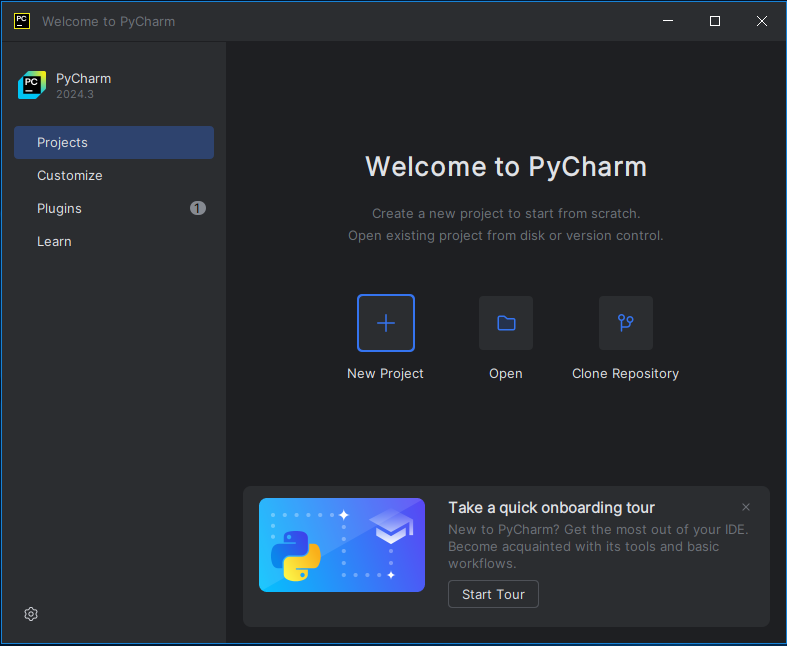 PC Welcome to PyCharm
PC PyCharm
2024.3
Projects
Customize
Plugins 1
Learn
Welcome to PyCharm
Create a new project to start from scratch.
Open existing project from disk or version control.
New Project Open Clone Repository
Take a quick onboarding tour
New to PyCharm? Get the most out of your IDE.
Become acquainted with its tools and basic
workflows.
Start Tour